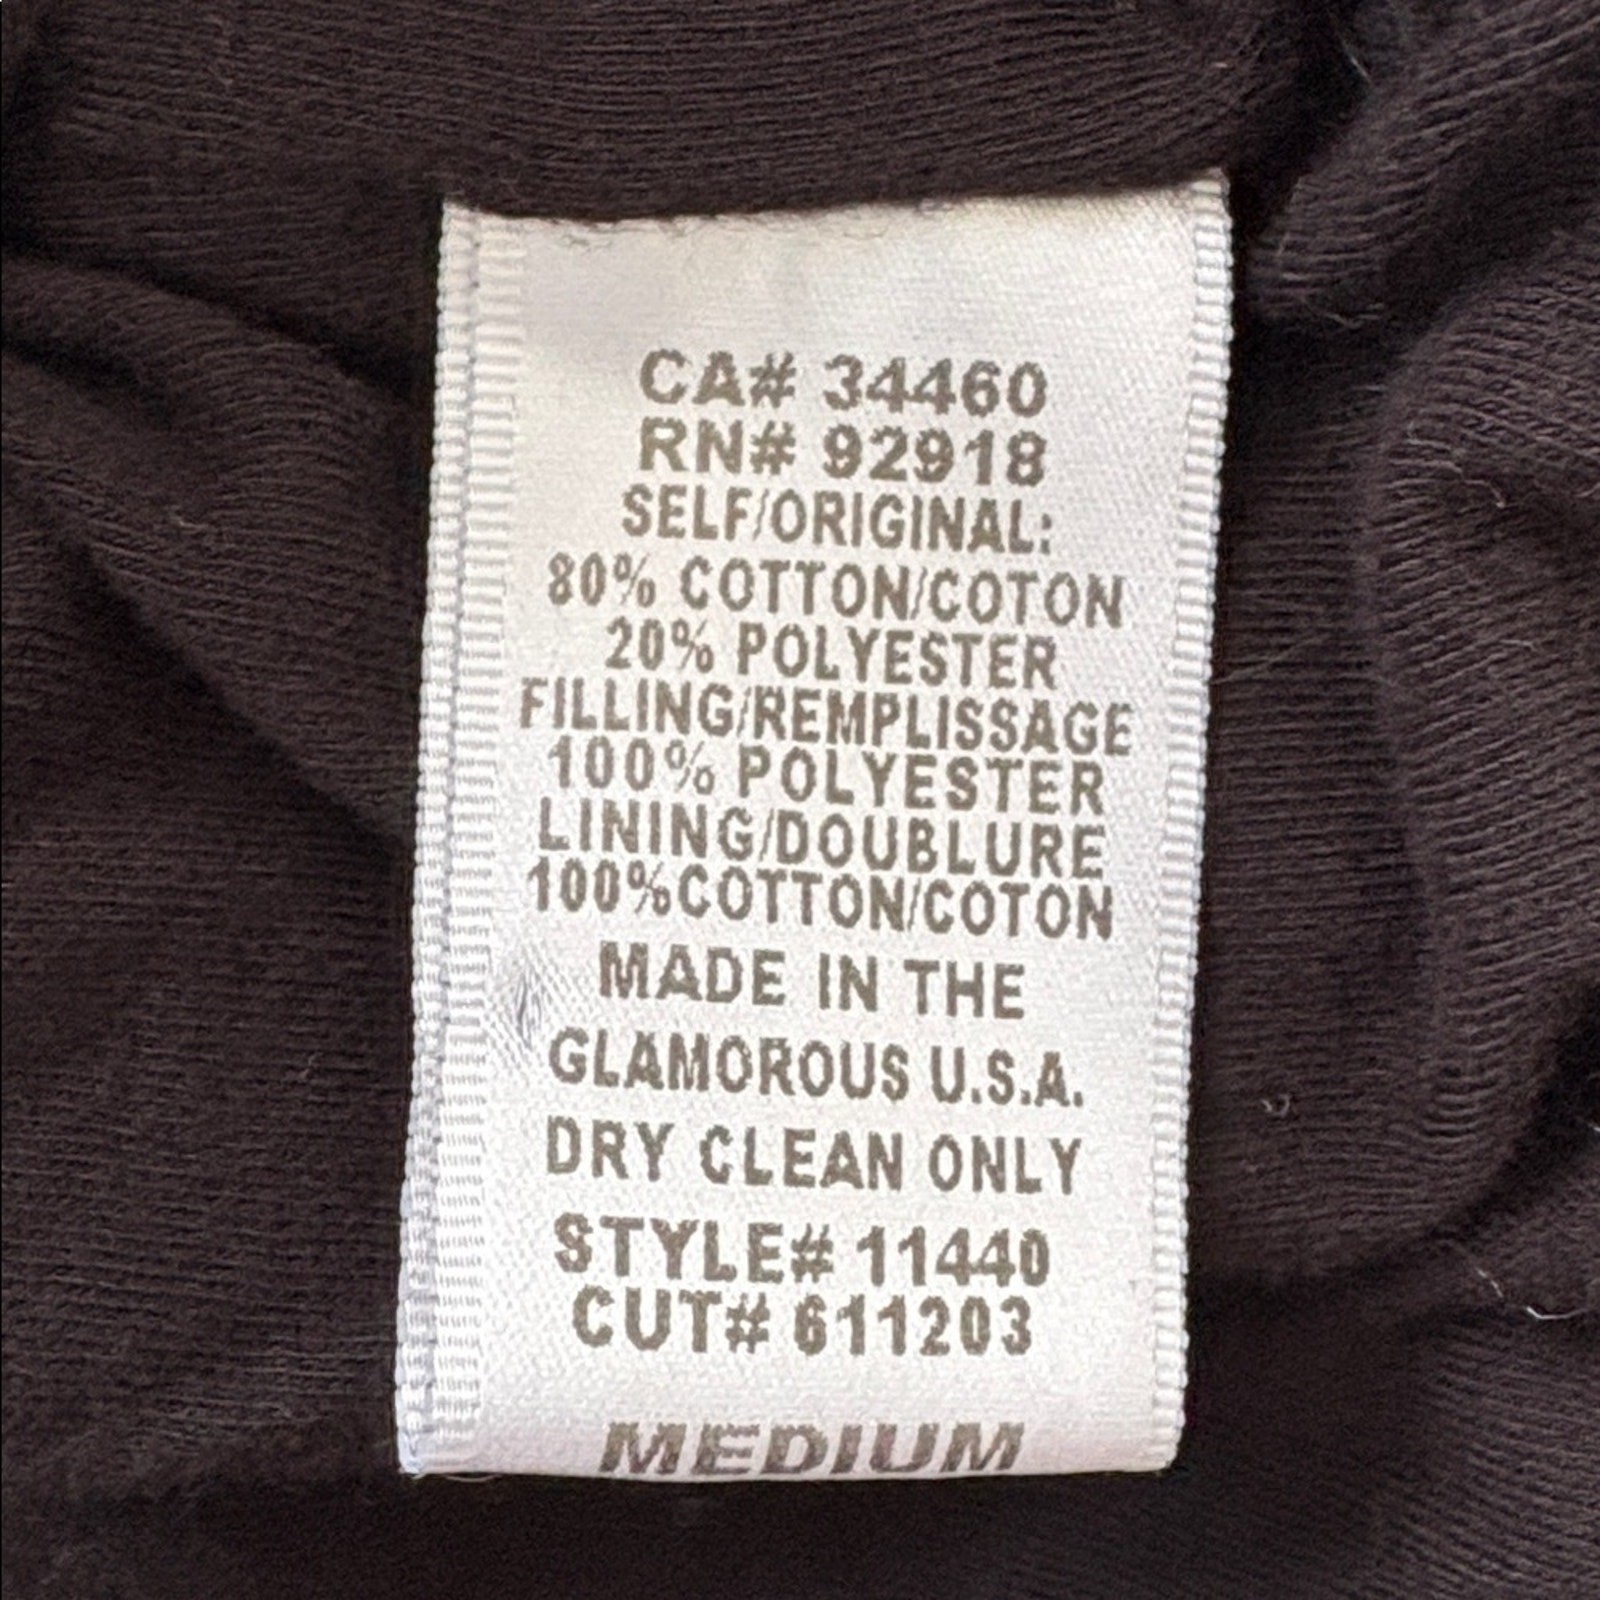 CA# 34460
RN# 92918
SELF/ORIGINAL:
80% COTTON/COTON
20% POLYESTER
FILLING/REMPLISSAGE
100% POLYESTER
LINING/DOUBLURE
100%COTTON/COTON
MADE IN THE
GLAMOROUS U.S.A.
DRY CLEAN ONLY
STYLE# 11440
CUT# 611203
MEDIUM